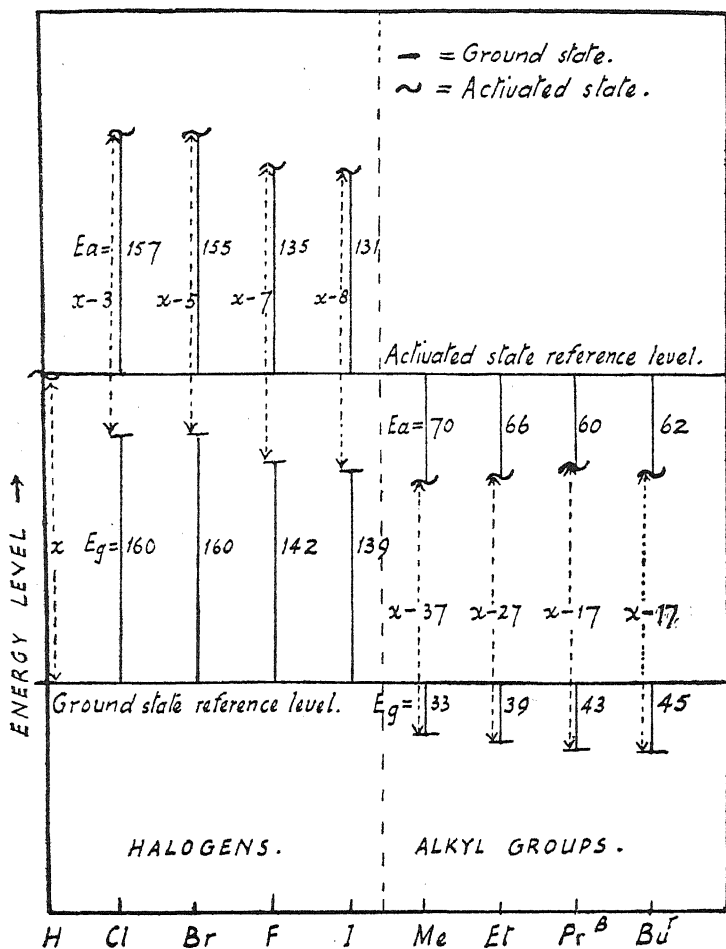 — = Ground state.
~ = Activated state.
Ea= 157 155 135 131
x-3 x-5 x-7 x-8
Activated state reference level.
Ea= 70 66 60 62
x Eg= 160 160 142 139
x-37 x-27 x-17 x-17
Ground state reference level. Eg= 33 39 43 45
ENERGY LEVEL →
HALOGENS. ALKYL GROUPS.
H Cl Br F I Me Et Pr^B Bu^T